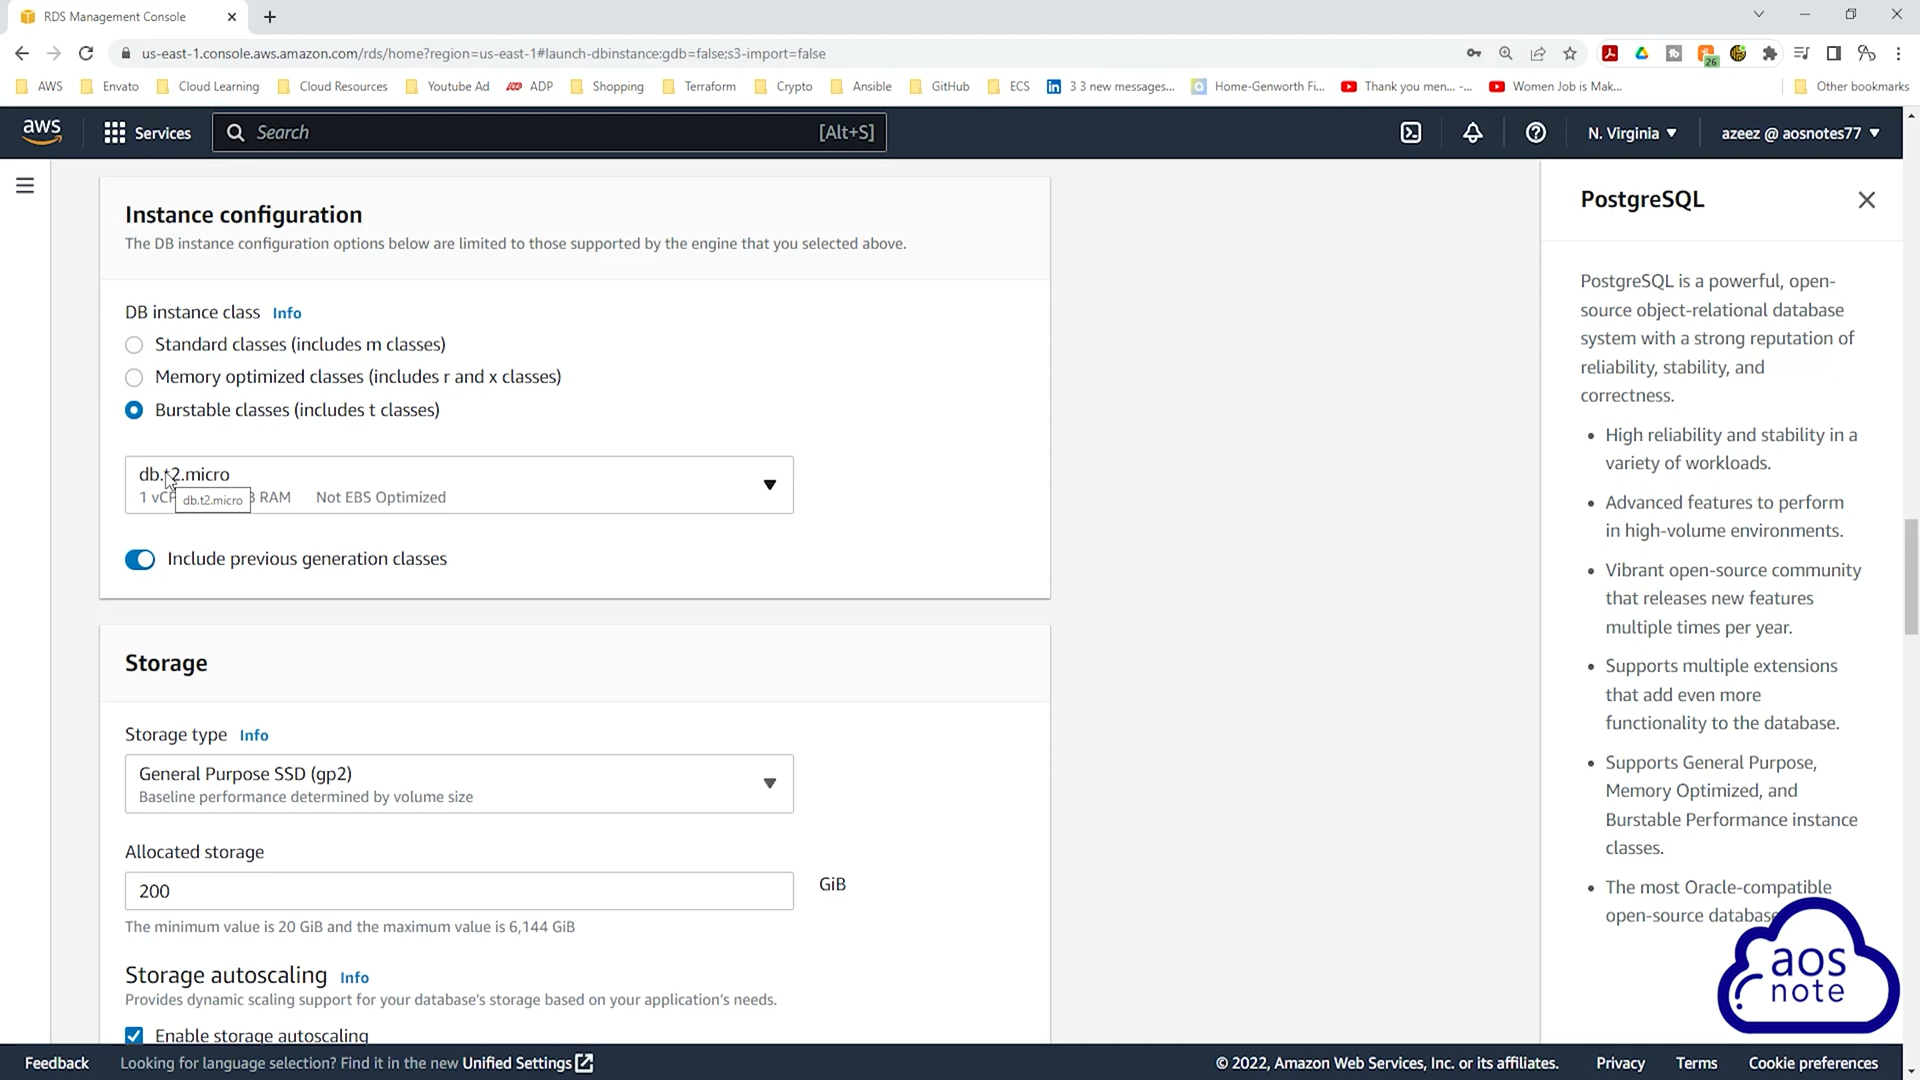 RDS Management Console
us-east-1.console.aws.amazon.com/rds/home?region=us-east-1#launch-dbinstance:gdb=false;s3-import=false
26
AWS Envato Cloud Learning Cloud Resources Youtube Ad ADP Shopping Terraform Crypto Ansible GitHub ECS 3 3 new messages... Home-Genworth Fi... Thank you men... -... Women Job is Mak... Other bookmarks
aws Services Search [Alt+S] N. Virginia azeez @ aosnotes77
Instance configuration
The DB instance configuration options below are limited to those supported by the engine that you selected above.
DB instance class Info
Standard classes (includes m classes)
Memory optimized classes (includes r and x classes)
Burstable classes (includes t classes)
db.t2.micro
1 RAM Not EBS Optimized
db.t2.micro
Include previous generation classes
Storage
Storage type Info
General Purpose SSD (gp2)
Baseline performance determined by volume size
Allocated storage
200
GiB
The minimum value is 20 GiB and the maximum value is 6,144 GiB
Storage autoscaling Info
Provides dynamic scaling support for your database's storage based on your application's needs.
Enable storage autoscaling
PostgreSQL
PostgreSQL is a powerful, open-
source object-relational database
system with a strong reputation of
reliability, stability, and
correctness.
• High reliability and stability in a
variety of workloads.
• Advanced features to perform
in high-volume environments.
• Vibrant open-source community
that releases new features
multiple times per year.
• Supports multiple extensions
that add even more
functionality to the database.
• Supports General Purpose,
Memory Optimized, and
Burstable Performance instance
classes.
• The most Oracle-compatible
open-source database
aos
note
Feedback Looking for language selection? Find it in the new Unified Settings © 2022, Amazon Web Services, Inc. or its affiliates. Privacy Terms Cookie preferences